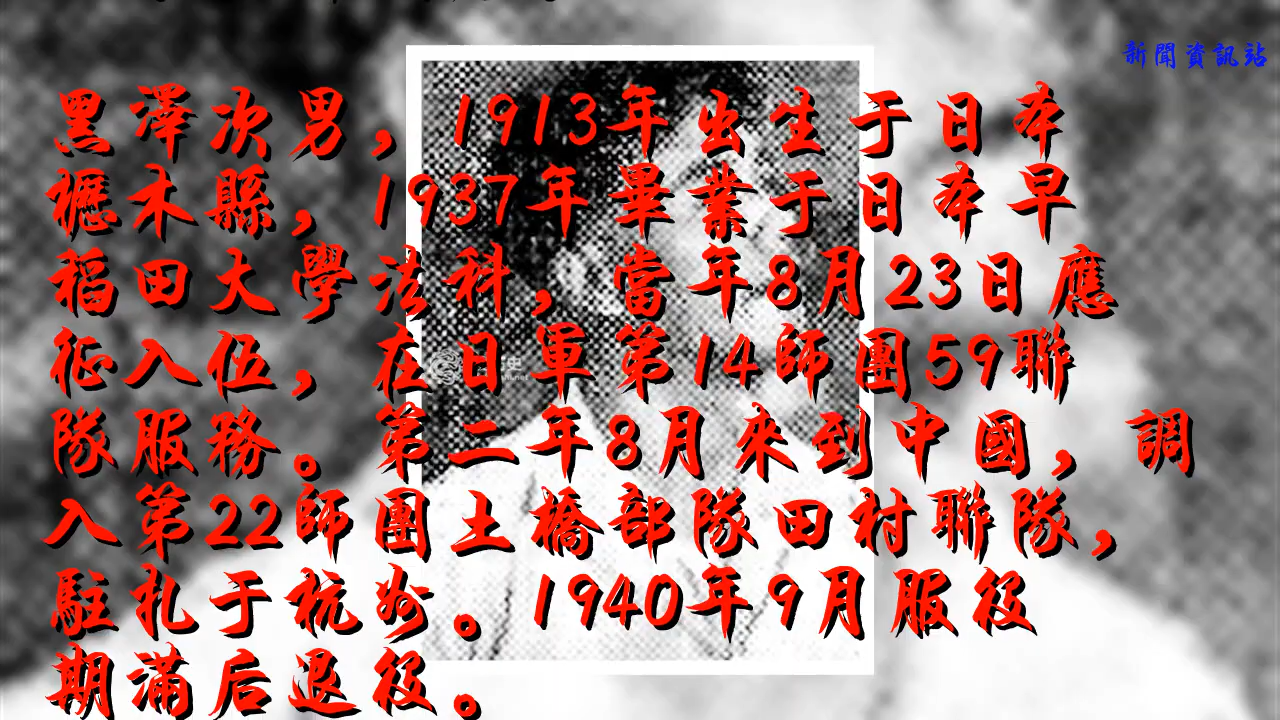 新聞資訊站
黑澤次男，1913年出生于日本
櫪木縣，1937年畢業于日本早
稻田大學法科，當年8月23日應
征入伍，在日軍第14師團59聯
隊服務。第二年8月來到中國，調
入第22師團土橋部隊田村聯隊，
駐扎于杭州。1940年9月服役
期滿后退役。